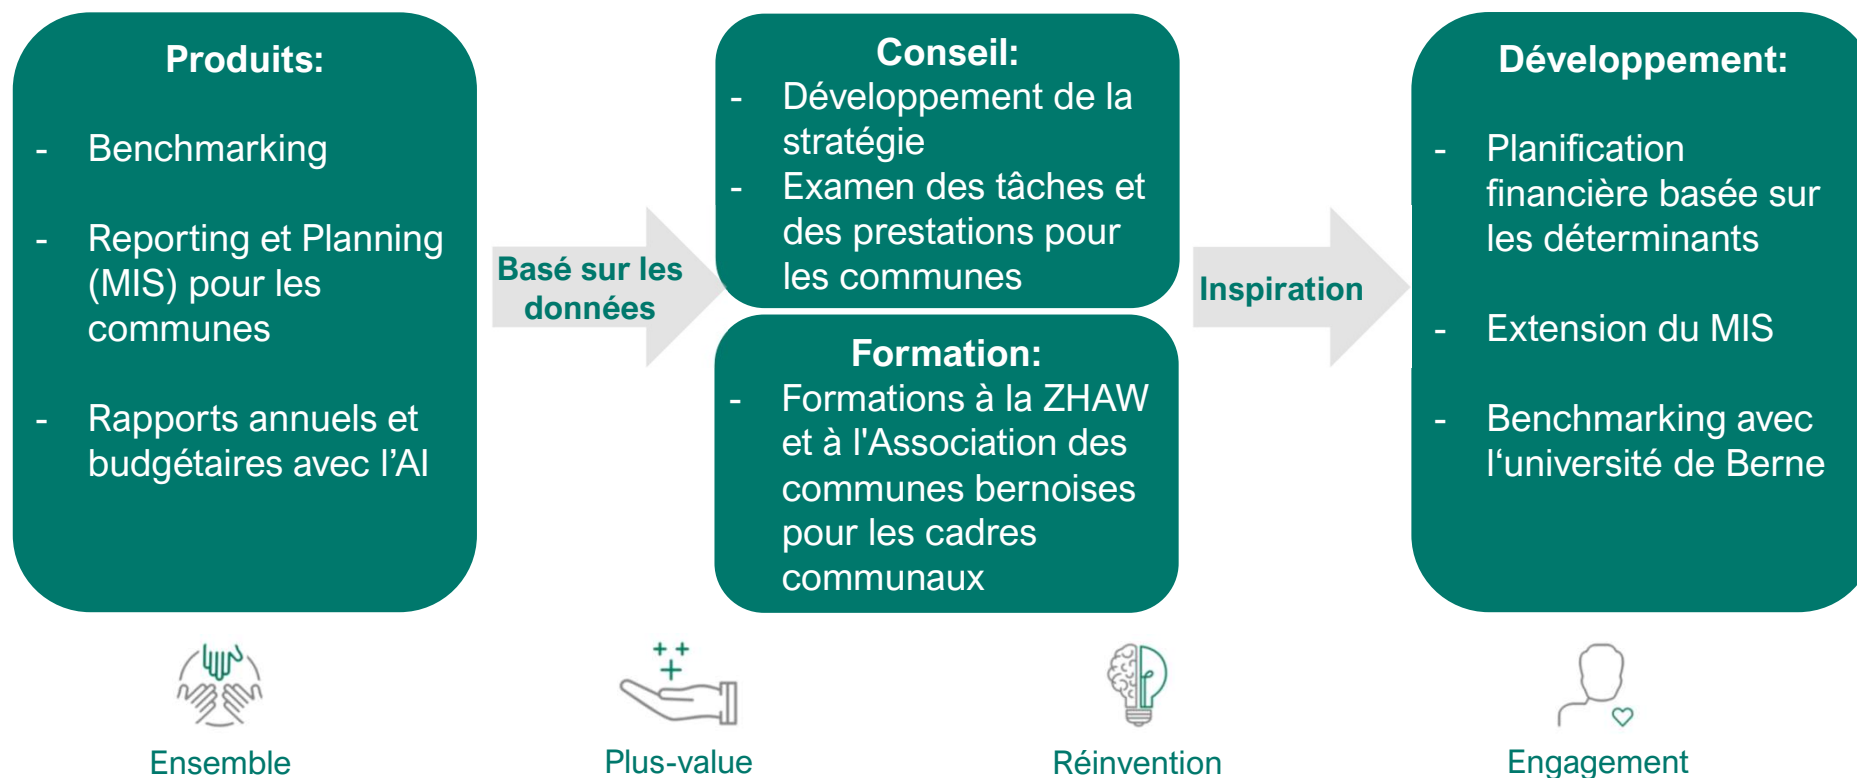 Produits:
- Benchmarking
- Reporting et Planning
(MIS) pour les
communes
- Rapports annuels et
budgétaires avec l’AI
Basé sur les
données
Conseil:
- Développement de la
stratégie
- Examen des tâches et
des prestations pour
les communes
Formation:
- Formations à la ZHAW
et à l'Association des
communes bernoises
pour les cadres
communaux
Inspiration
Développement:
- Planification
financière basée sur
les déterminants
- Extension du MIS
- Benchmarking avec
l‘université de Berne
Ensemble
Plus-value
Réinvention
Engagement